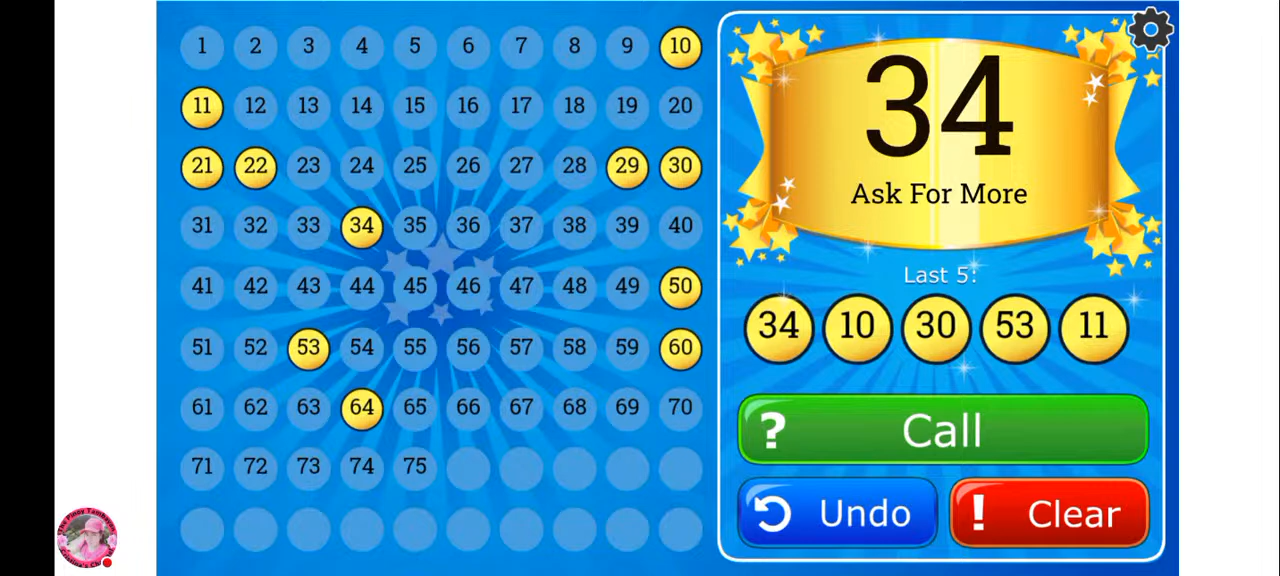 1 2 3 4 5 6 7 8 9 10
11 12 13 14 15 16 17 18 19 20
21 22 23 24 25 26 27 28 29 30
31 32 33 34 35 36 37 38 39 40
41 42 43 44 45 46 47 48 49 50
51 52 53 54 55 56 57 58 59 60
61 62 63 64 65 66 67 68 69 70
71 72 73 74 75
34
Ask For More
Last 5:
34 10 30 53 11
? Call
Undo
! Clear